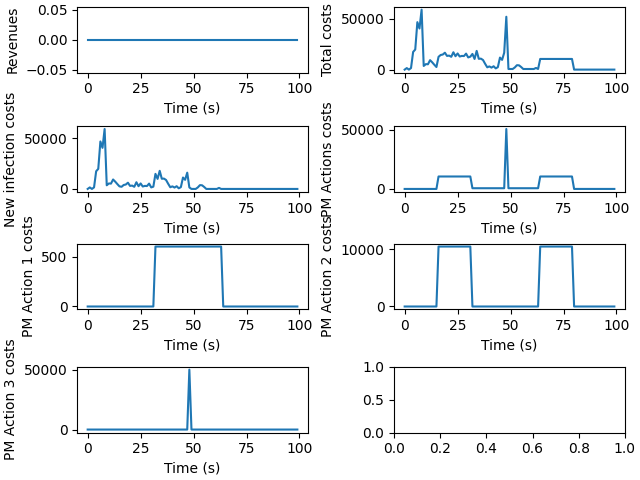 Revenues
0.05
0.00
−0.05
0 25 50 75 100
Time (s)
Total costs
50000
0
0 25 50 75 100
Time (s)
New infection costs
50000
0
0 25 50 75 100
Time (s)
PM Actions costs
50000
0
0 25 50 75 100
Time (s)
PM Action 1 costs
500
0
0 25 50 75 100
Time (s)
PM Action 2 costs
10000
0
0 25 50 75 100
Time (s)
PM Action 3 costs
50000
0
0 25 50 75 100
Time (s)
1.0
0.5
0.0
0.0 0.2 0.4 0.6 0.8 1.0